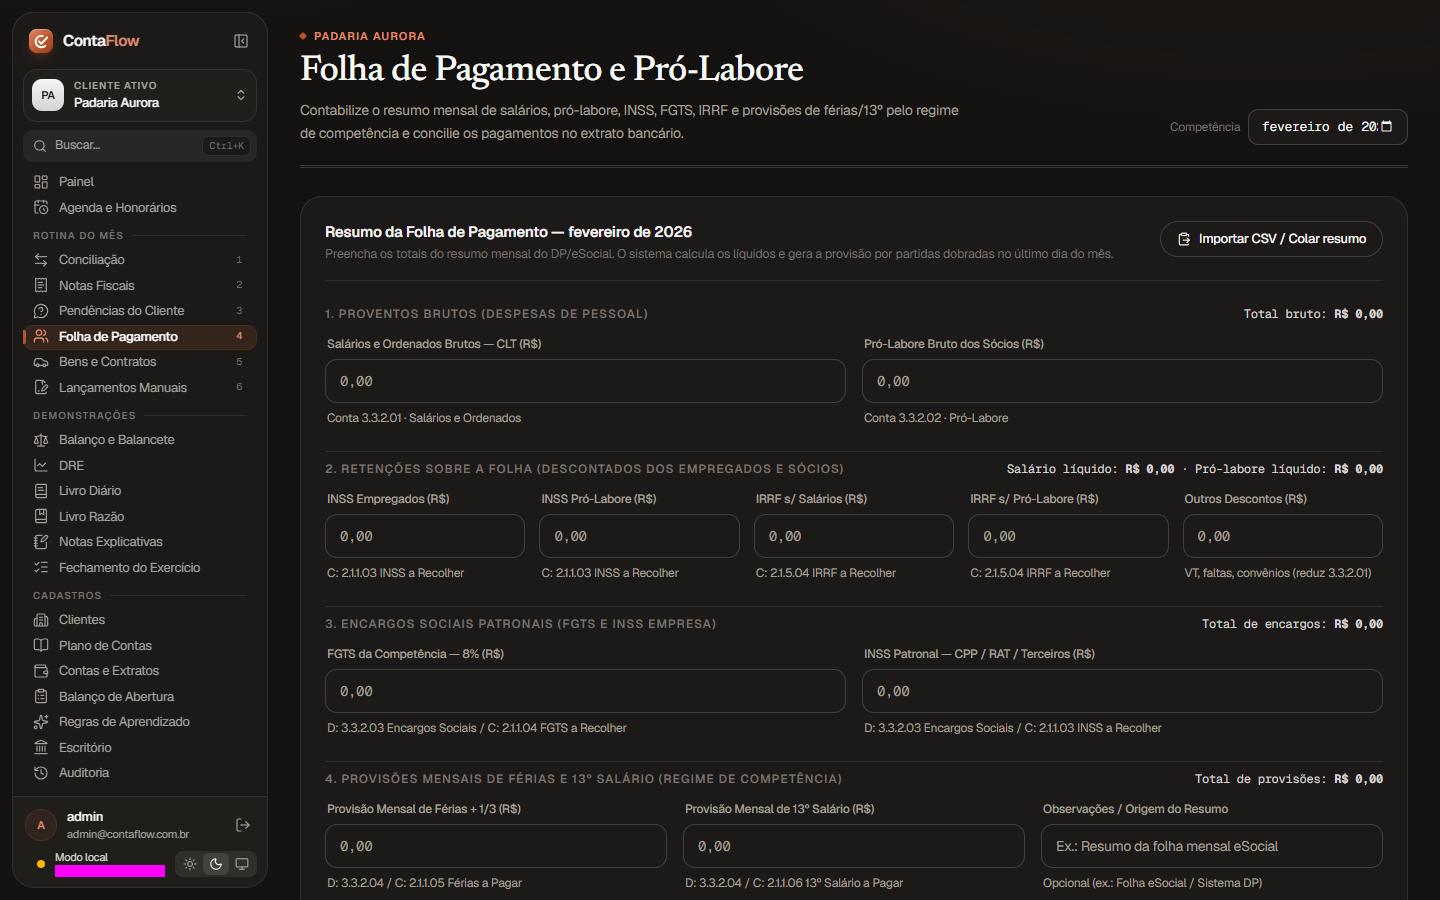 ContaFlow
PA
CLIENTE ATIVO
Padaria Aurora
Buscar...
Ctrl+K
Painel
Agenda e Honorários
ROTINA DO MÊS
Conciliação 1
Notas Fiscais 2
Pendências do Cliente 3
Folha de Pagamento 4
Bens e Contratos 5
Lançamentos Manuais 6
DEMONSTRAÇÕES
Balanço e Balancete
DRE
Livro Diário
Livro Razão
Notas Explicativas
Fechamento do Exercício
CADASTROS
Clientes
Plano de Contas
Contas e Extratos
Balanço de Abertura
Regras de Aprendizado
Escritório
Auditoria
A
admin
admin@contaflow.com.br
Modo local
PADARIA AURORA
Folha de Pagamento e Pró-Labore
Contabilize o resumo mensal de salários, pró-labore, INSS, FGTS, IRRF e provisões de férias/13º pelo regime
de competência e concilie os pagamentos no extrato bancário.
Competência
fevereiro de 20
Resumo da Folha de Pagamento — fevereiro de 2026
Preencha os totais do resumo mensal do DP/eSocial. O sistema calcula os líquidos e gera a provisão por partidas dobradas no último dia do mês.
Importar CSV / Colar resumo
1. PROVENTOS BRUTOS (DESPESAS DE PESSOAL)
Total bruto: R$ 0,00
Salários e Ordenados Brutos — CLT (R$)
Pró-Labore Bruto dos Sócios (R$)
0,00
0,00
Conta 3.3.2.01 · Salários e Ordenados
Conta 3.3.2.02 · Pró-Labore
2. RETENÇÕES SOBRE A FOLHA (DESCONTADOS DOS EMPREGADOS E SÓCIOS)
Salário líquido: R$ 0,00 · Pró-labore líquido: R$ 0,00
INSS Empregados (R$)
INSS Pró-Labore (R$)
IRRF s/ Salários (R$)
IRRF s/ Pró-Labore (R$)
Outros Descontos (R$)
0,00
0,00
0,00
0,00
0,00
C: 2.1.1.03 INSS a Recolher
C: 2.1.1.03 INSS a Recolher
C: 2.1.5.04 IRRF a Recolher
C: 2.1.5.04 IRRF a Recolher
VT, faltas, convênios (reduz 3.3.2.01)
3. ENCARGOS SOCIAIS PATRONAIS (FGTS E INSS EMPRESA)
Total de encargos: R$ 0,00
FGTS da Competência — 8% (R$)
INSS Patronal — CPP / RAT / Terceiros (R$)
0,00
0,00
D: 3.3.2.03 Encargos Sociais / C: 2.1.1.04 FGTS a Recolher
D: 3.3.2.03 Encargos Sociais / C: 2.1.1.03 INSS a Recolher
4. PROVISÕES MENSAIS DE FÉRIAS E 13º SALÁRIO (REGIME DE COMPETÊNCIA)
Total de provisões: R$ 0,00
Provisão Mensal de Férias + 1/3 (R$)
Provisão Mensal de 13º Salário (R$)
Observações / Origem do Resumo
0,00
0,00
Ex.: Resumo da folha mensal eSocial
D: 3.3.2.04 / C: 2.1.1.05 Férias a Pagar
D: 3.3.2.04 / C: 2.1.1.06 13º Salário a Pagar
Opcional (ex.: Folha eSocial / Sistema DP)